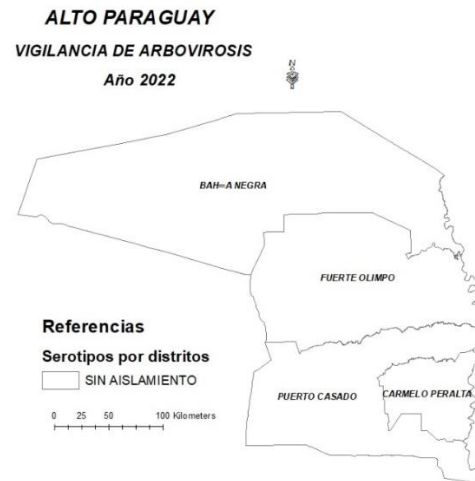 ALTO PARAGUAY
VIGILANCIA DE ARBOVIROSIS
Año 2022
N
BAH=A NEGRA
FUERTE OLIMPO
Referencias
Serotipos por distritos
SIN AISLAMIENTO
PUERTO CASADO
CARMELO PERALTA
0 25 50 100 Kilometers